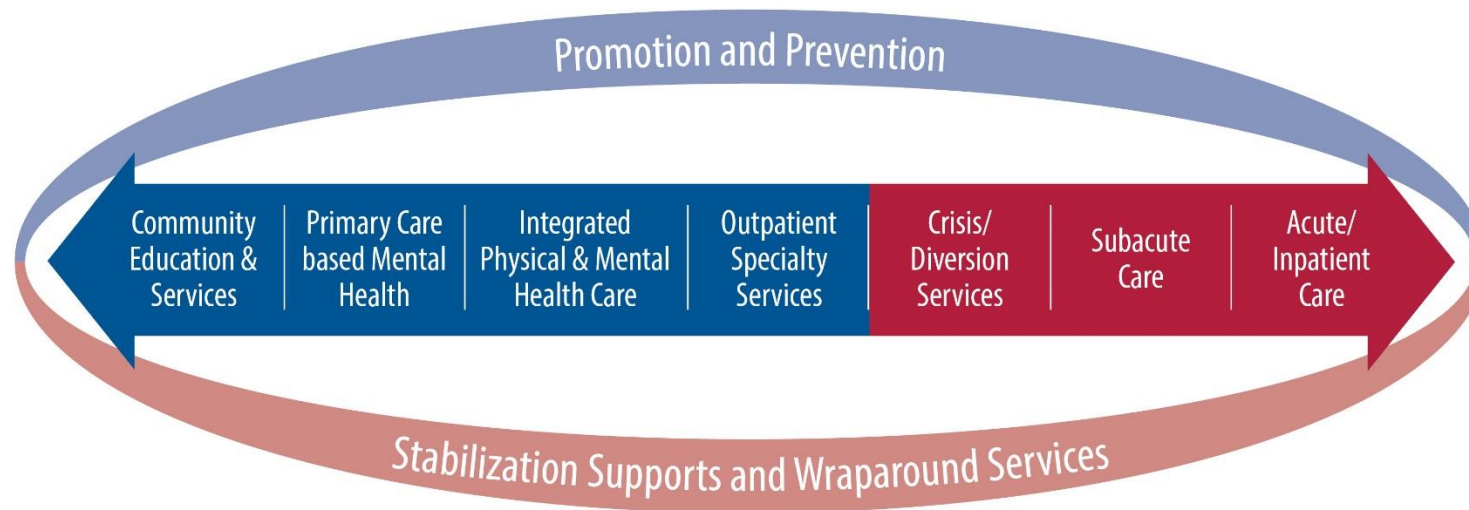 Promotion and Prevention
Community
Education &
Services
Primary Care
based Mental
Health
Integrated
Physical & Mental
Health Care
Outpatient
Specialty
Services
Crisis/
Diversion
Services
Subacute
Care
Acute/
Inpatient
Care
Stabilization Supports and Wraparound Services